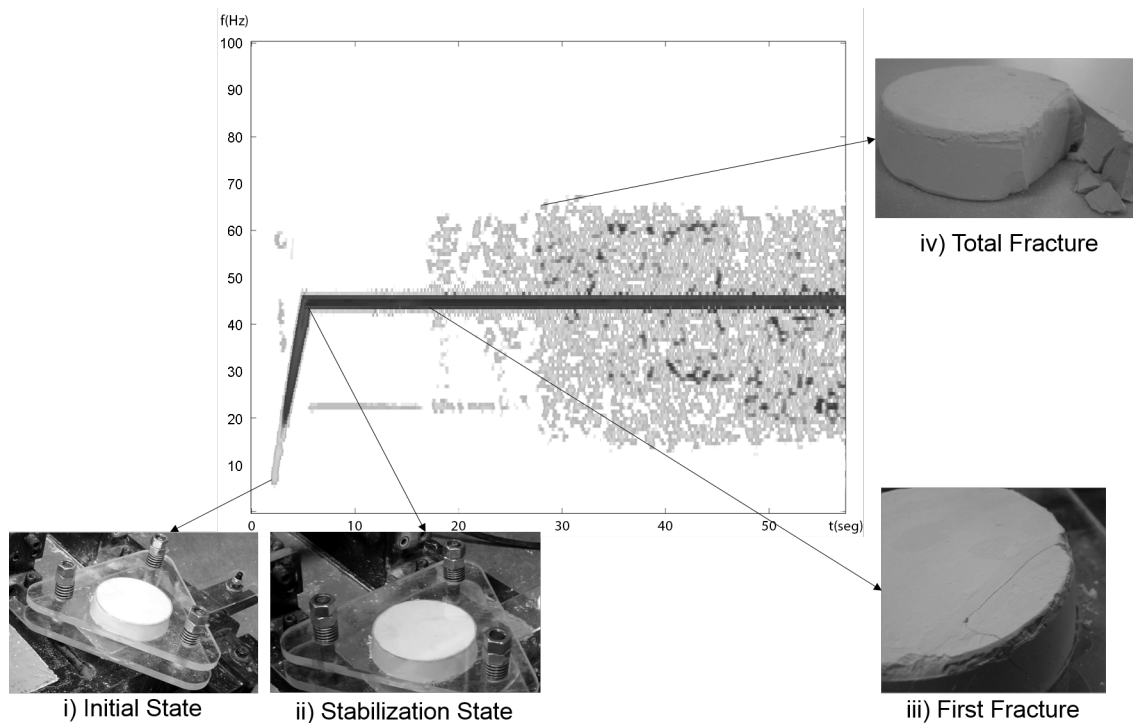 f(Hz)
100
90
80
70
60
50
40
30
20
10
0 10 20 30 40 50 t(seg)
iv) Total Fracture
i) Initial State
ii) Stabilization State
iii) First Fracture